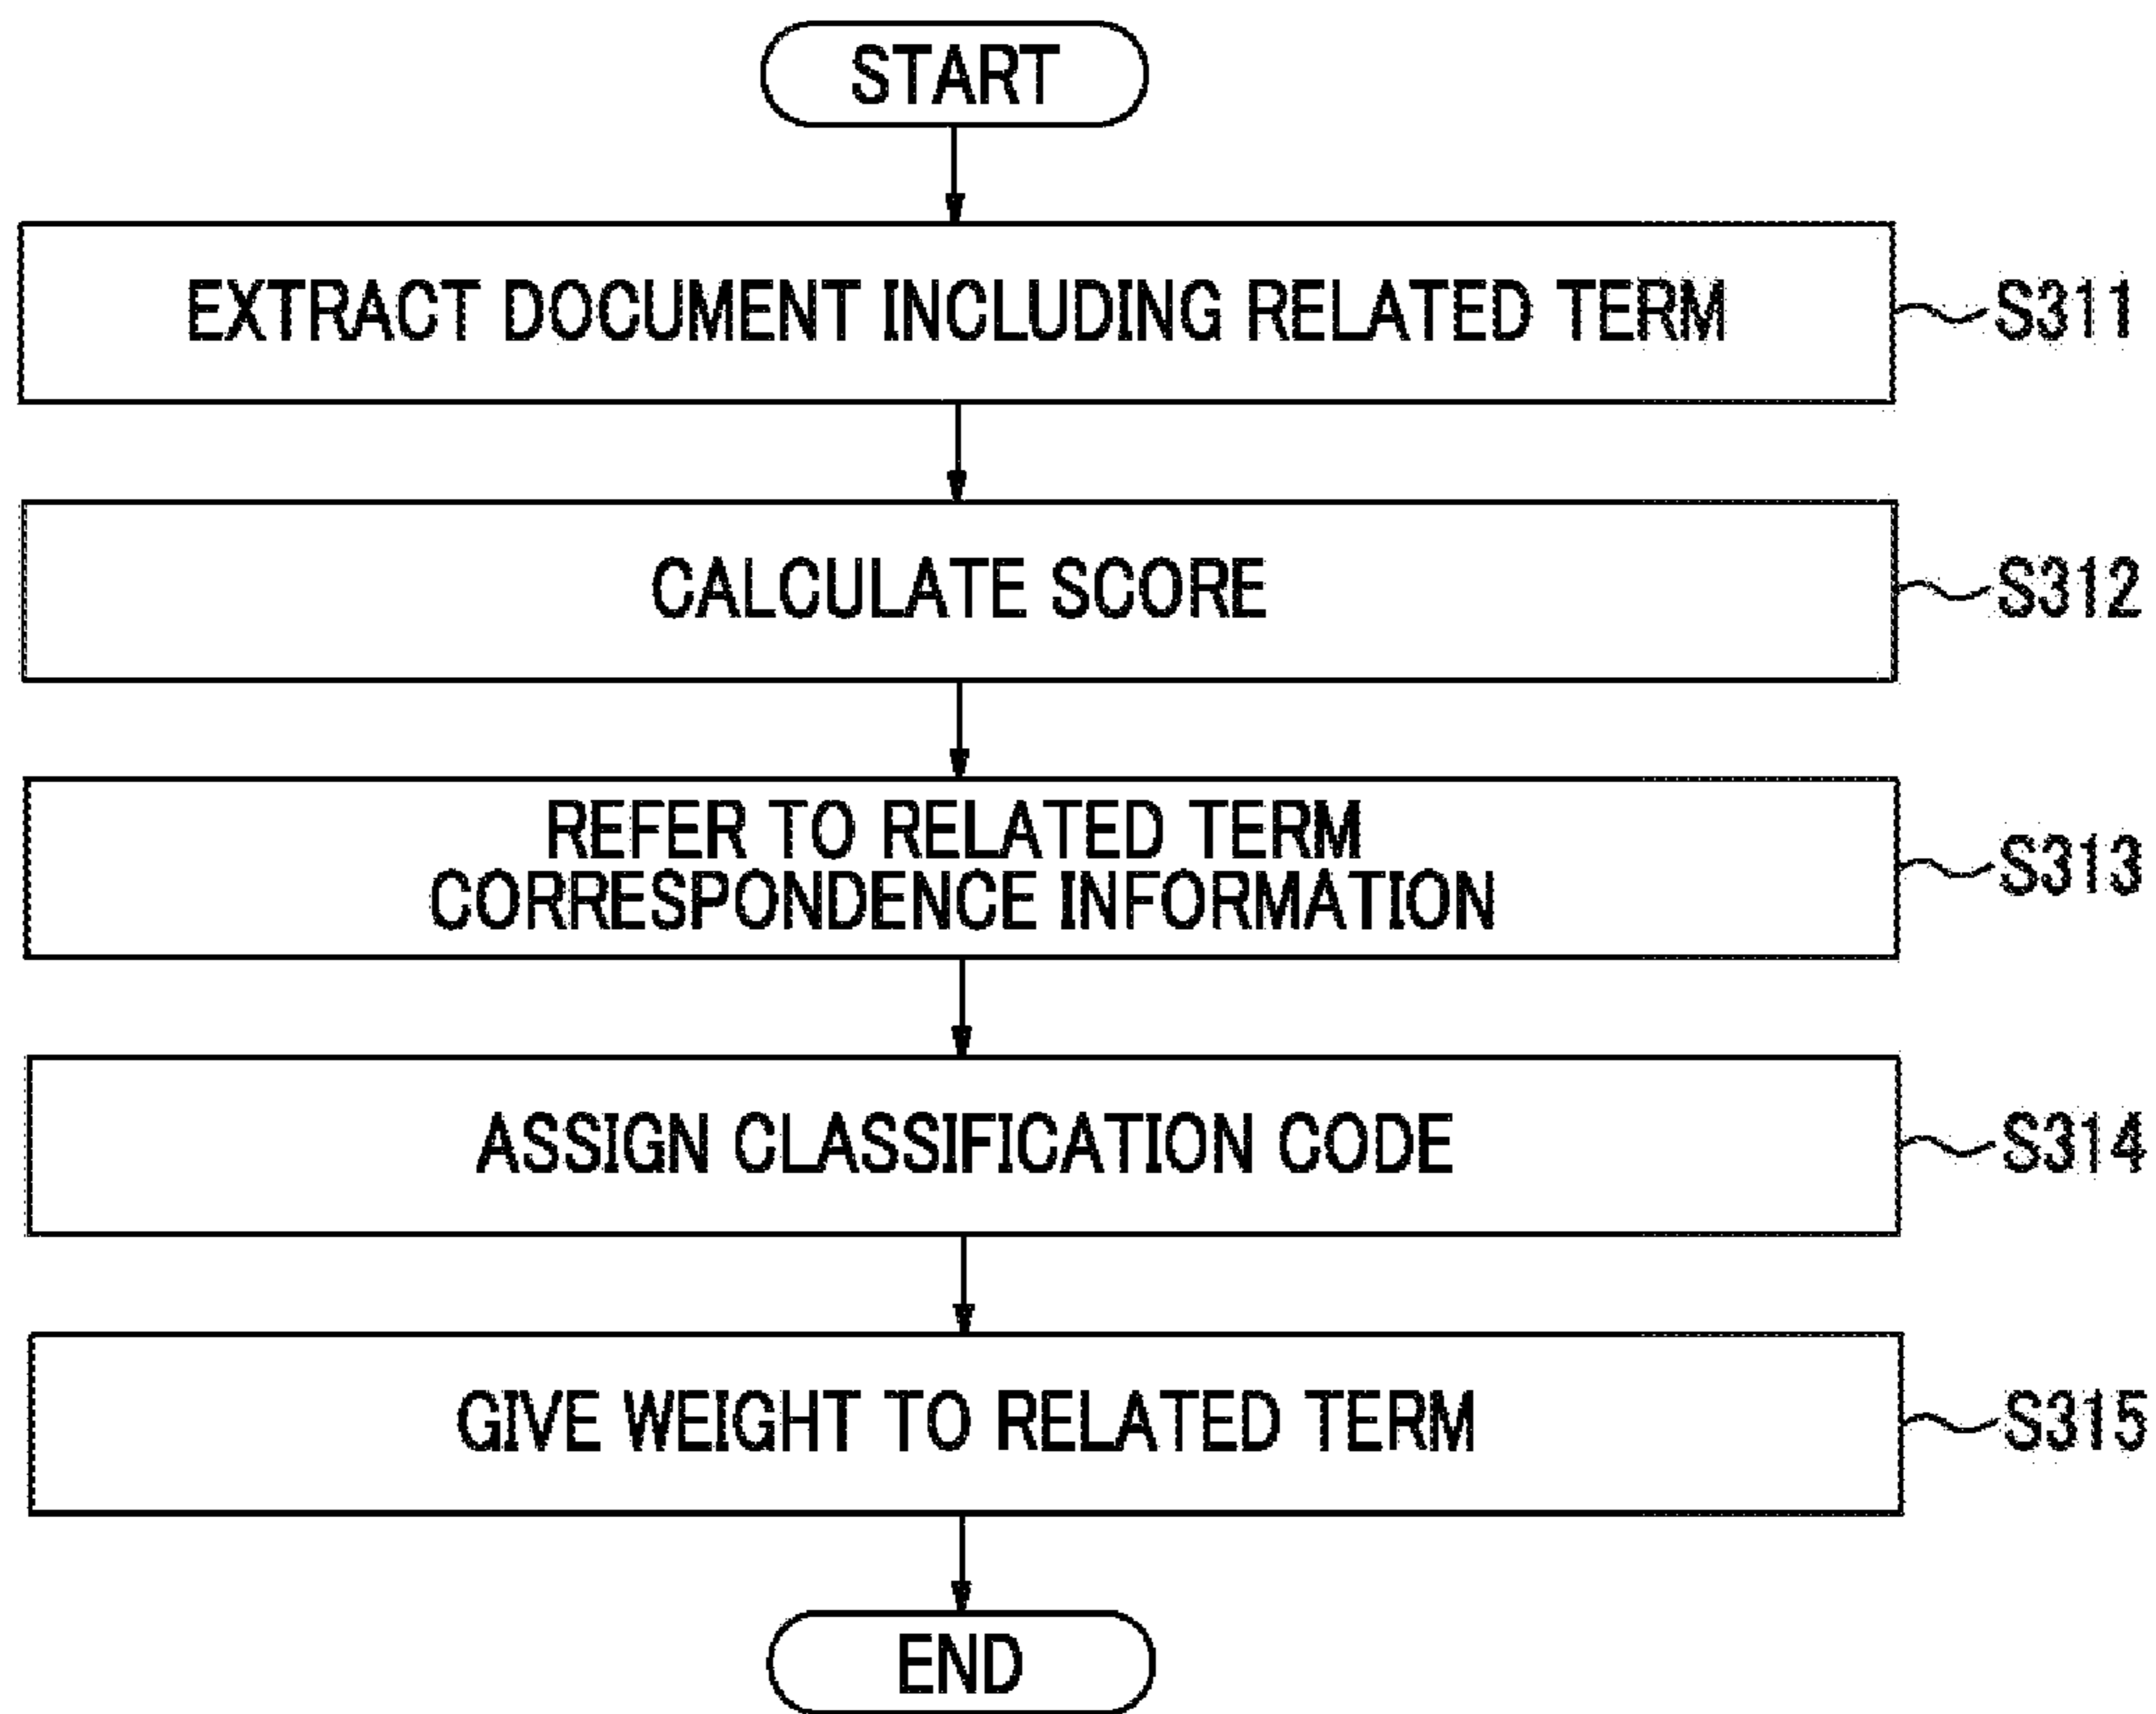 START
EXTRACT DOCUMENT INCLUDING RELATED TERM
S311
CALCULATE SCORE
S312
REFER TO RELATED TERM
CORRESPONDENCE INFORMATION
S313
ASSIGN CLASSIFICATION CODE
S314
GIVE WEIGHT TO RELATED TERM
S315
END